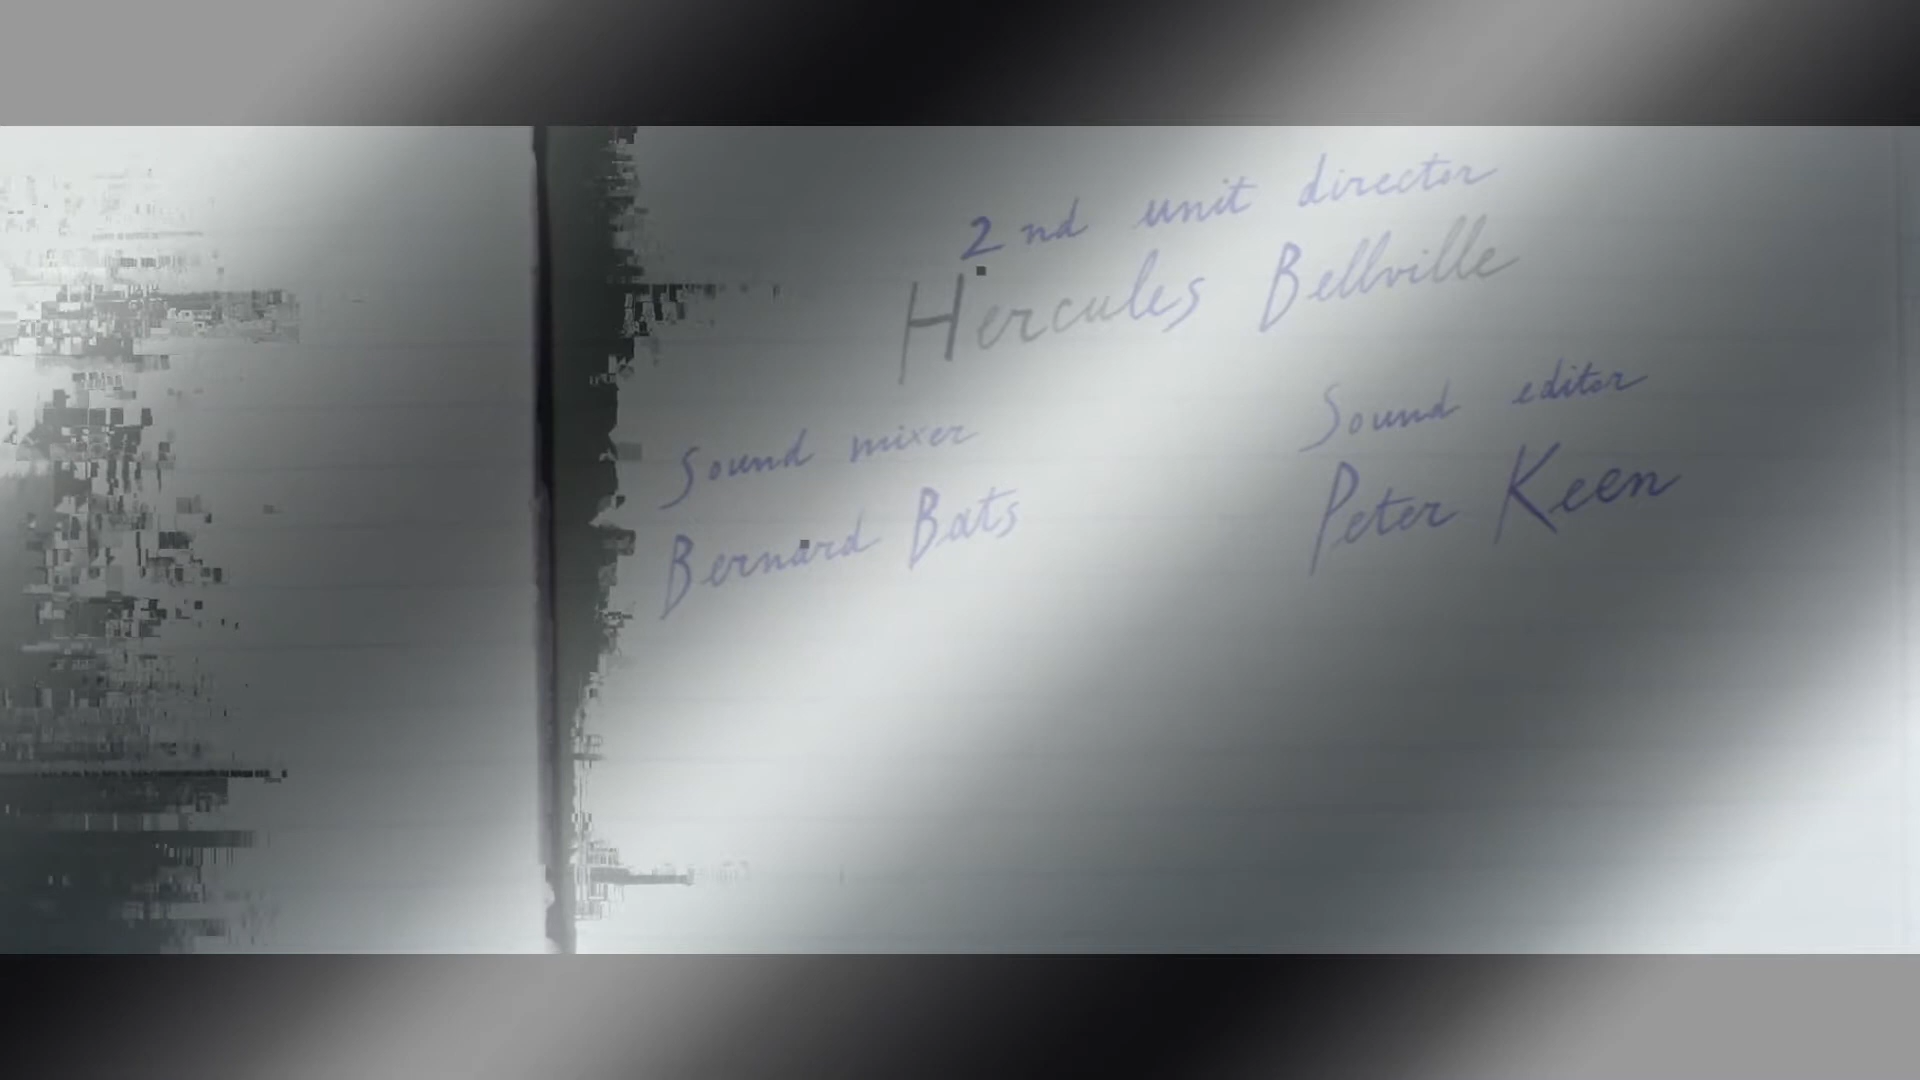 2nd unit director
Hercules Bellville
Sound mixer
Bernard Bats
Sound editor
Peter Keen